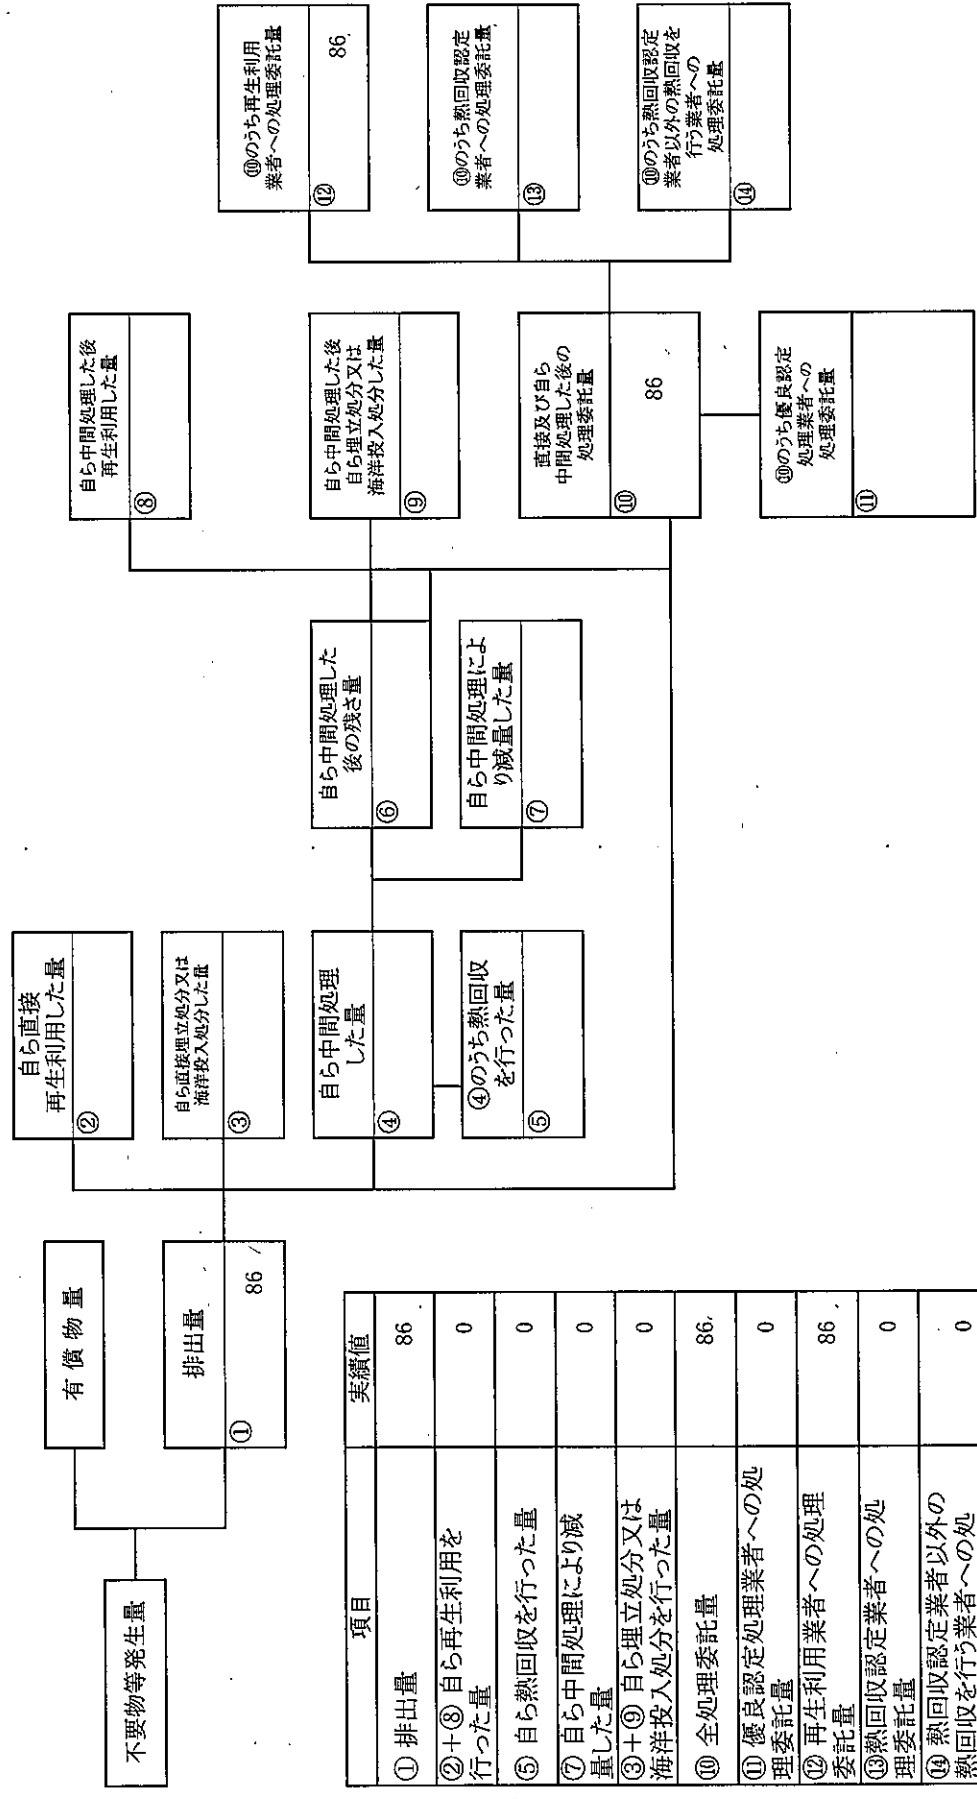 不要物等発生量
有償物量
排出量
①
86
自ら直接
再生利用した量
②
自ら直接埋立処分又は
海洋投入処分した量
③
自ら中間処理
した量
④
④のうち熱回収
を行った量
⑤
自ら中間処理した
後の残さ量
⑥
自ら中間処理によ
り減量した量
⑦
自ら中間処理した後
再生利用した量
⑧
自ら中間処理した後
自ら埋立処分又は
海洋投入処分した量
⑨
直接及び自ら
中間処理した後の
処理委託量
⑩
86
⑩のうち優良認定
処理業者への
処理委託量
⑪
⑩のうち再生利用
業者への処理委託量
⑫
86
⑩のうち熱回収認定
業者への処理委託量
⑬
⑩のうち熱回収認定
業者以外の熱回収を
行う業者への
処理委託量
⑭
項目 実績値
① 排出量 86
②+⑧ 自ら再生利用を
行った量 0
⑤ 自ら熱回収を行った量 0
⑦ 自ら中間処理により減
量した量 0
③+⑨ 自ら埋立処分又は
海洋投入処分を行った量 0
⑩ 全処理委託量 86
⑪ 優良認定処理業者への処
理委託量 0
⑫ 再生利用業者への処理
委託量 86
⑬熱回収認定業者への処
理委託量 0
⑭ 熱回収認定業者以外の
熱回収を行う業者への処 0